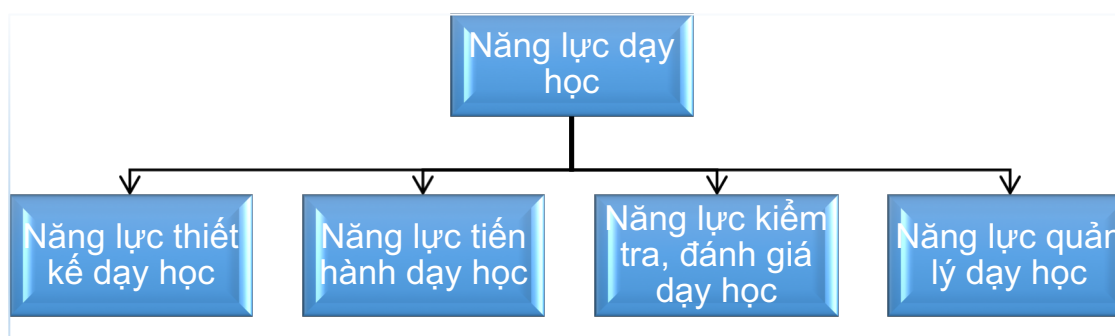 Năng lực dạy
học
Năng lực thiết
kế dạy học
Năng lực tiến
hành dạy học
Năng lực kiểm
tra, đánh giá
dạy học
Năng lực quản
lý dạy học